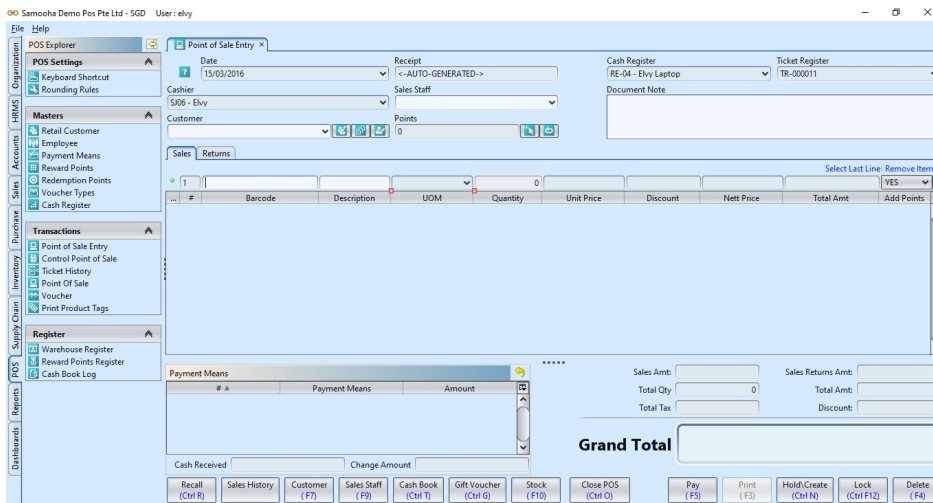 Samooha Demo Pos Pte Ltd - SGD User : elvy
File Help
Organization
HRMS
Accounts
Sales
Purchase
Inventory
Supply Chain
POS
Reports
Dashboards
POS Explorer
POS Settings
Keyboard Shortcut
Rounding Rules
Masters
Retail Customer
Employee
Payment Means
Reward Points
Redemption Points
Voucher Types
Cash Register
Transactions
Point of Sale Entry
Control Point of Sale
Ticket History
Point Of Sale
Voucher
Print Product Tags
Register
Warehouse Register
Reward Points Register
Cash Book Log
Point of Sale Entry ×
Date Receipt Cash Register Ticket Register
? 15/03/2016 <-AUTO-GENERATED-> RE-04 - Elvy Laptop TR-000011
Cashier Sales Staff Document Note
SJ06 - Elvy
Customer Points
0
Sales Returns
Select Last Line Remove Item
1 0 YES
... # Barcode Description UOM Quantity Unit Price Discount Nett Price Total Amt Add Points
Payment Means
# Payment Means Amount
Cash Received Change Amount
Sales Amt: Sales Returns Amt:
Total Qty 0 Total Amt:
Total Tax Discount:
Grand Total
Recall (Ctrl R)
Sales History
Customer ( F7)
Sales Staff ( F9)
Cash Book (Ctrl T)
Gift Voucher (Ctrl G)
Stock ( F10)
Close POS (Ctrl O)
Pay ( F5)
Print ( F3)
Hold\Create (Ctrl N)
Lock (Ctrl F12)
Delete ( F4)